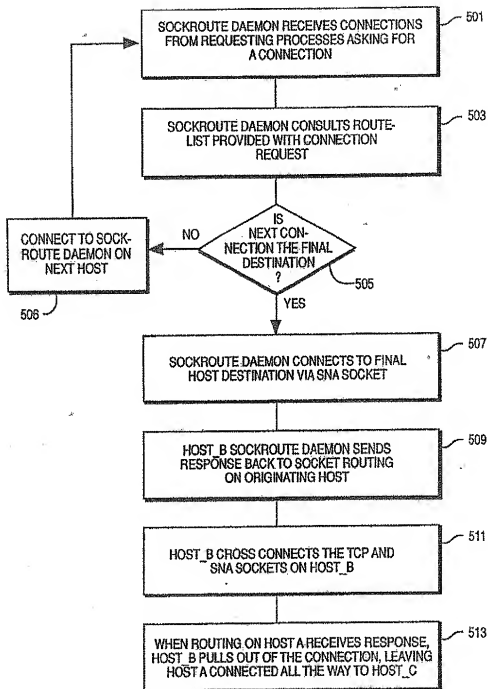 SOCKROUTE DAEMON RECEIVES CONNECTIONS
FROM REQUESTING PROCESSES ASKING FOR
A CONNECTION
501
SOCKROUTE DAEMON CONSULTS ROUTE-
LIST PROVIDED WITH CONNECTION
REQUEST
503
IS
NEXT CON-
NECTION THE FINAL
DESTINATION
?
505
NO
CONNECT TO SOCK-
ROUTE DAEMON ON
NEXT HOST
506
YES
SOCKROUTE DAEMON CONNECTS TO FINAL
HOST DESTINATION VIA SNA SOCKET
507
HOST_B SOCKROUTE DAEMON SENDS
RESPONSE BACK TO SOCKET ROUTING
ON ORIGINATING HOST
509
HOST_B CROSS CONNECTS THE TCP AND
SNA SOCKETS ON HOST_B
511
WHEN ROUTING ON HOST A RECEIVES RESPONSE,
HOST_B PULLS OUT OF THE CONNECTION, LEAVING
HOST A CONNECTED ALL THE WAY TO HOST_C
513